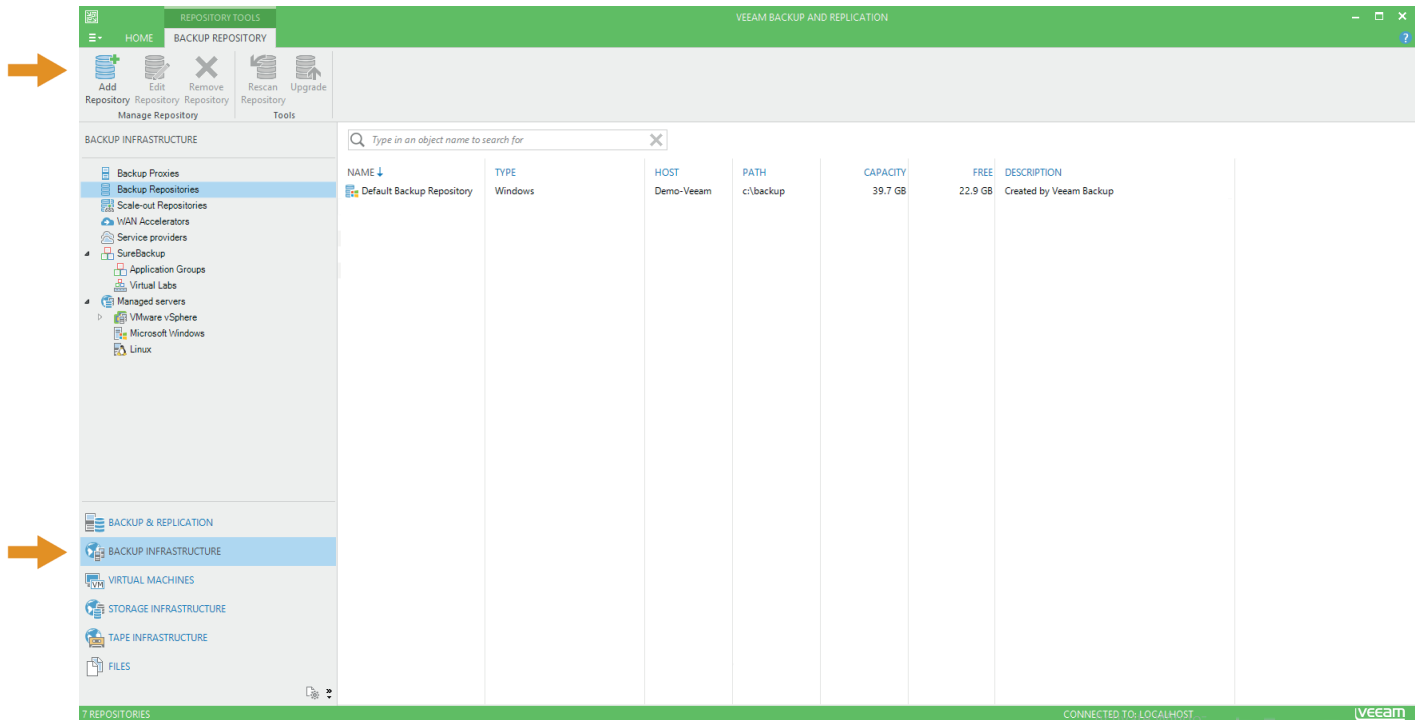 REPOSITORY TOOLS
VEEAM BACKUP AND REPLICATION
HOME BACKUP REPOSITORY
Add Repository
Edit Repository
Remove Repository
Rescan Repository
Upgrade
Manage Repository
Tools
BACKUP INFRASTRUCTURE
Type in an object name to search for
Backup Proxies
Backup Repositories
Scale-out Repositories
WAN Accelerators
Service providers
SureBackup
Application Groups
Virtual Labs
Managed servers
VMware vSphere
Microsoft Windows
Linux
NAME TYPE HOST PATH CAPACITY FREE DESCRIPTION
Default Backup Repository Windows Demo-Veeam c:\backup 39.7 GB 22.9 GB Created by Veeam Backup
BACKUP & REPLICATION
BACKUP INFRASTRUCTURE
VM
VIRTUAL MACHINES
STORAGE INFRASTRUCTURE
TAPE INFRASTRUCTURE
FILES
7 REPOSITORIES
CONNECTED TO: LOCALHOST
veeam